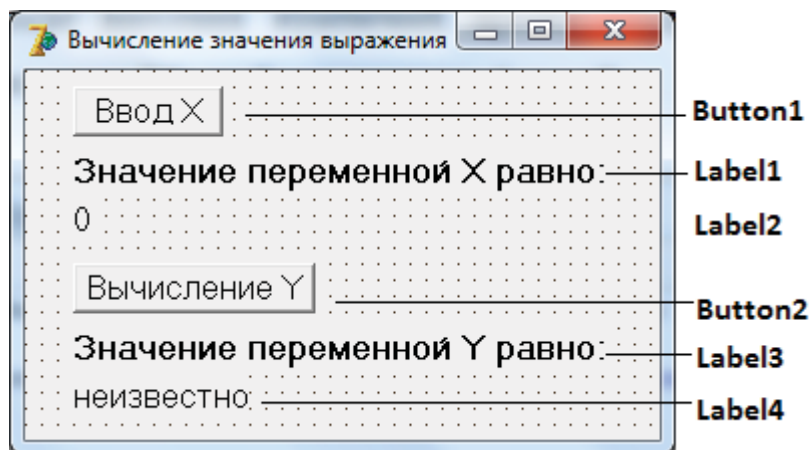 Вычисление значения выражения
Ввод X
Button1
Значение переменной X равно:
Label1
0
Label2
Вычисление Y
Button2
Значение переменной Y равно:
Label3
неизвестно
Label4